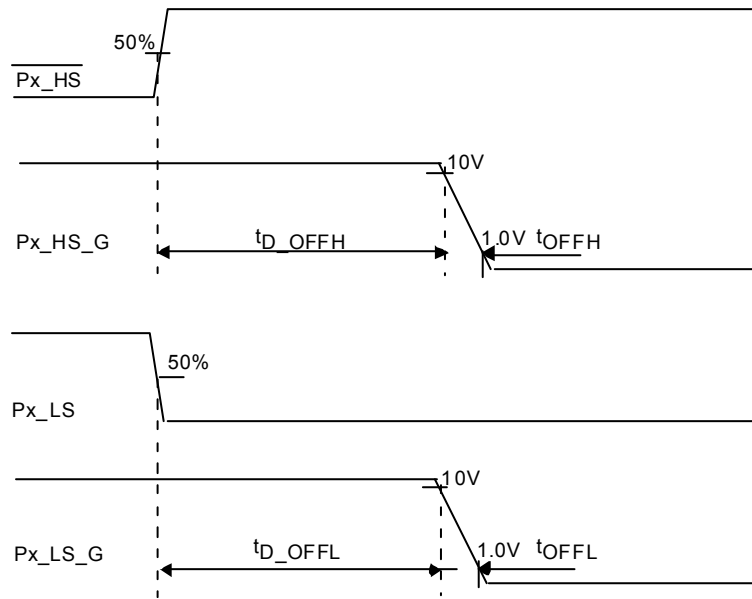 50%
Px_HS
10V
Px_HS_G
tD_OFFH
1.0V tOFFH
50%
Px_LS
10V
Px_LS_G
tD_OFFL
1.0V tOFFL